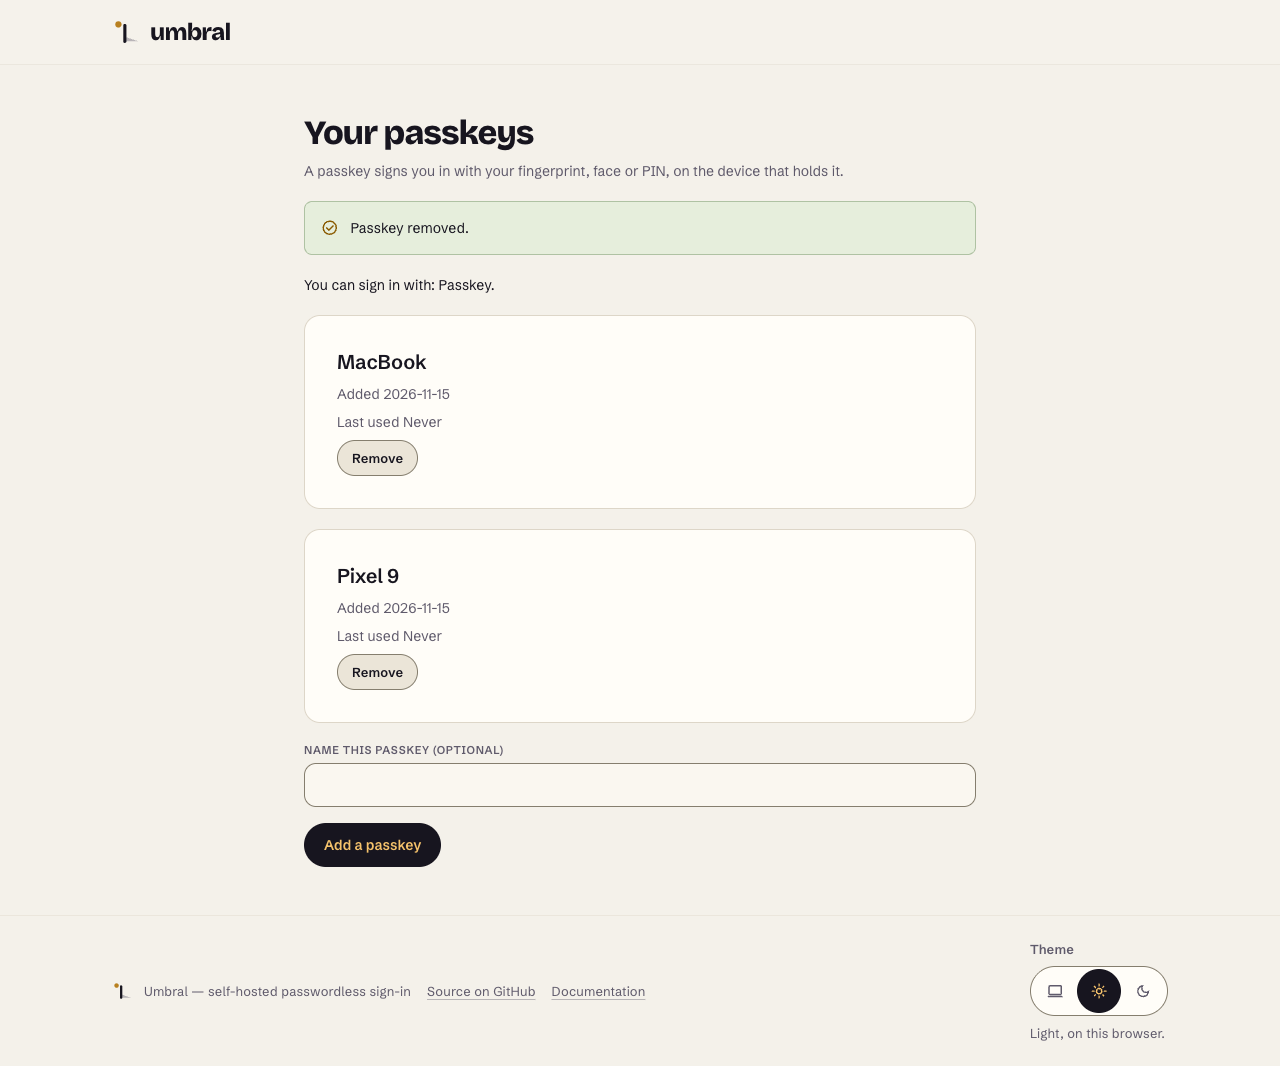 umbral
Your passkeys
A passkey signs you in with your fingerprint, face or PIN, on the device that holds it.
Passkey removed.
You can sign in with: Passkey.
MacBook
Added 2026-11-15
Last used Never
Remove
Pixel 9
Added 2026-11-15
Last used Never
Remove
NAME THIS PASSKEY (OPTIONAL)
Add a passkey
Theme
Umbral — self-hosted passwordless sign-in Source on GitHub Documentation
Light, on this browser.